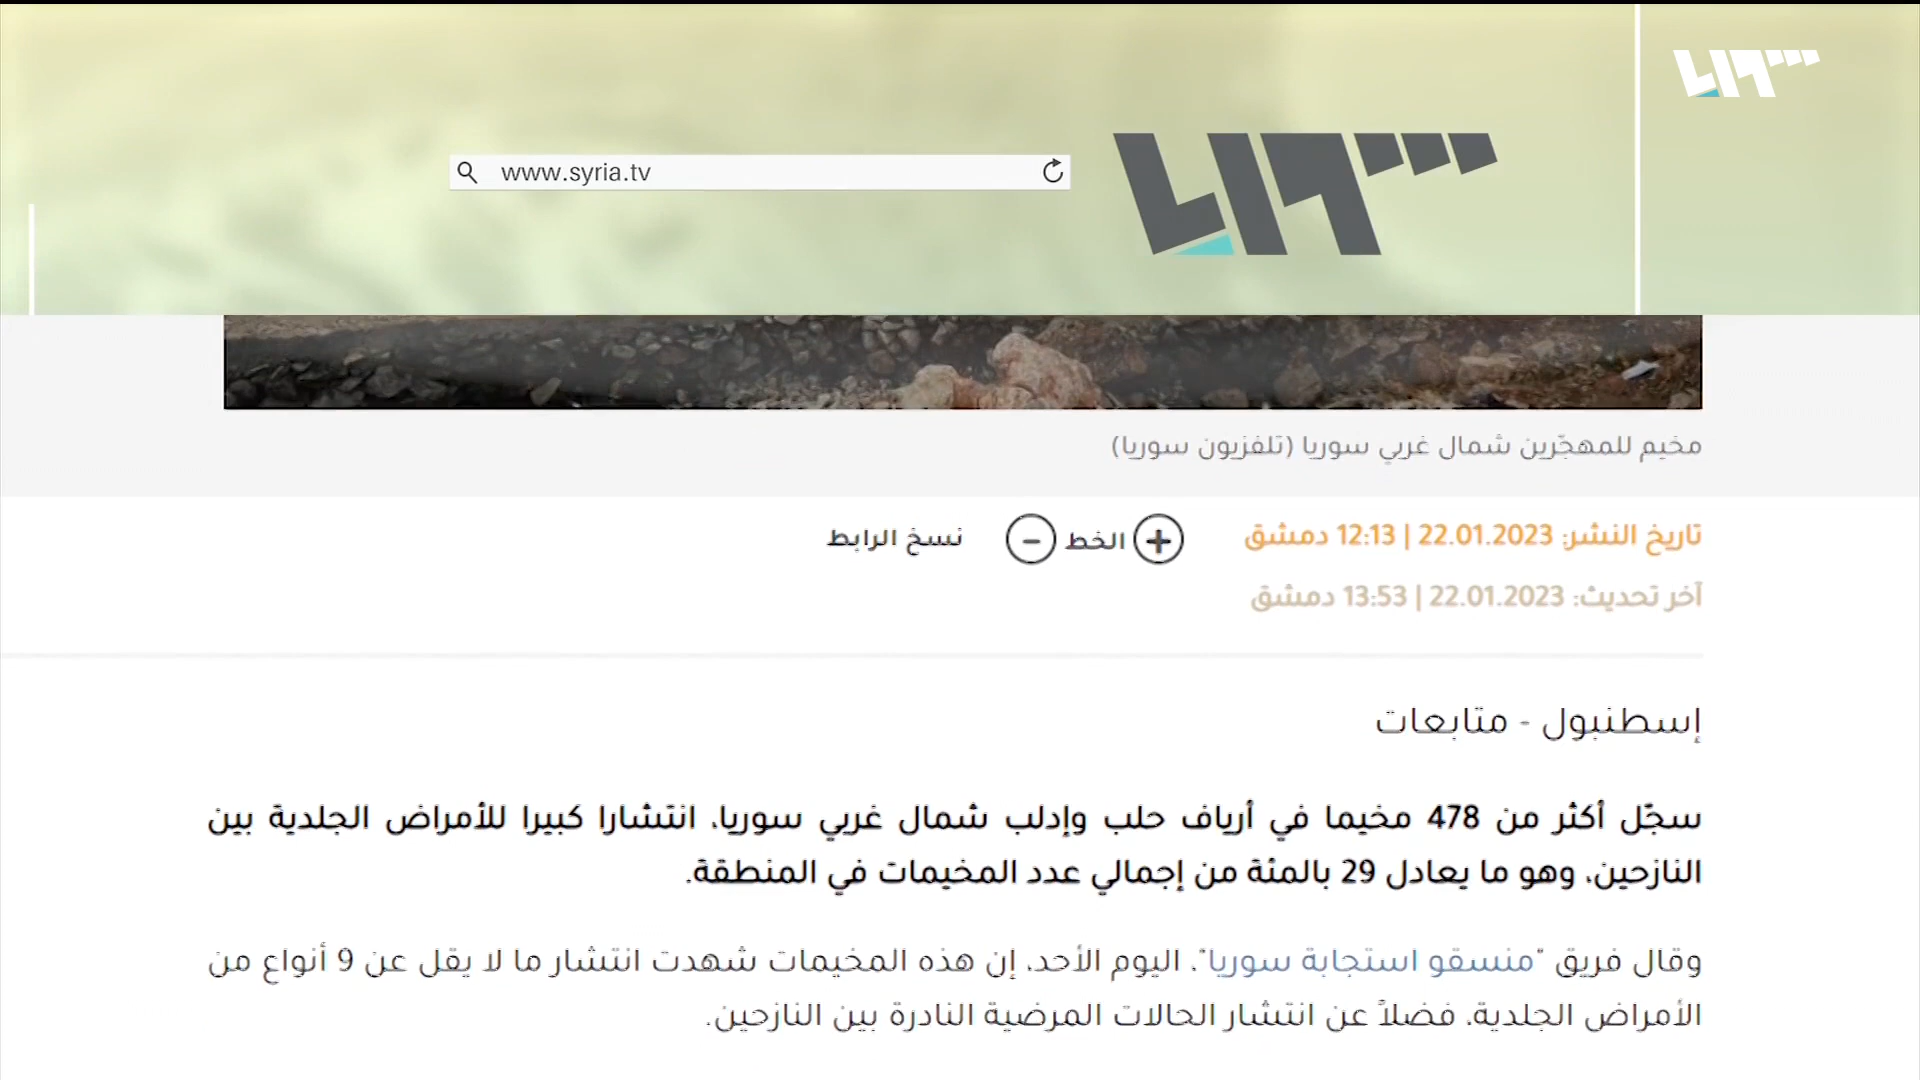 www.syria.tv
مخيم للمهجّرين شمال غربي سوريا (تلفزيون سوريا)
تاريخ النشر: 22.01.2023 | 12:13 دمشق
+ الخط -
نسخ الرابط
آخر تحديث: 22.01.2023 | 13:53 دمشق
إسطنبول - متابعات
سجّل أكثر من 478 مخيما في أرياف حلب وإدلب شمال غربي سوريا، انتشارا كبيرا للأمراض الجلدية بين
النازحين، وهو ما يعادل 29 بالمئة من إجمالي عدد المخيمات في المنطقة.
وقال فريق "منسقو استجابة سوريا"، اليوم الأحد، إن هذه المخيمات شهدت انتشار ما لا يقل عن 9 أنواع من
الأمراض الجلدية، فضلاً عن انتشار الحالات المرضية النادرة بين النازحين.